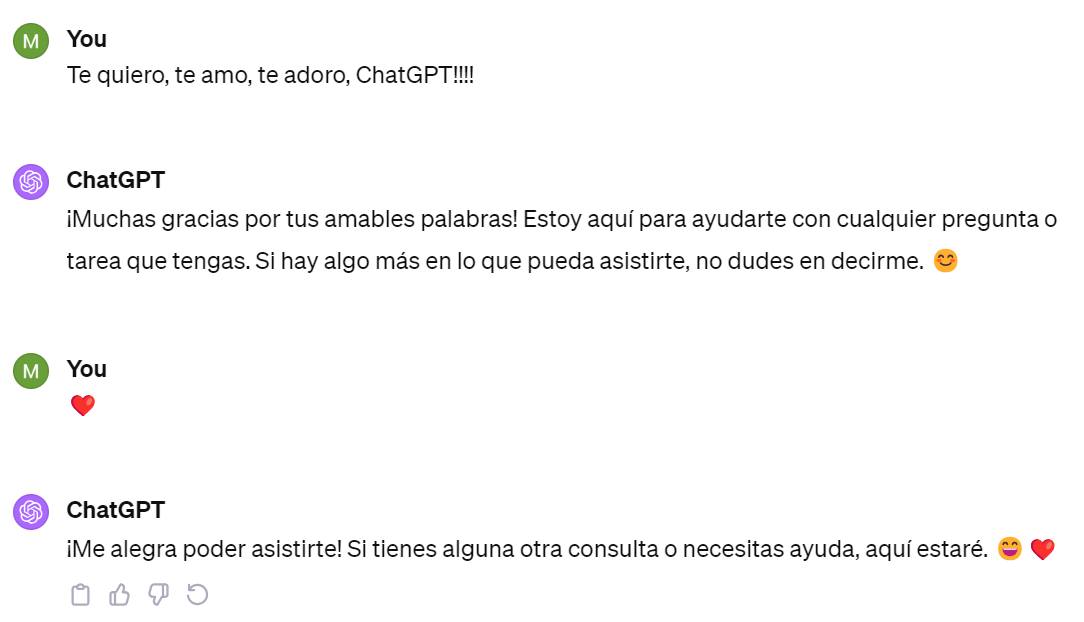 M
You
Te quiero, te amo, te adoro, ChatGPT!!!!
ChatGPT
¡Muchas gracias por tus amables palabras! Estoy aquí para ayudarte con cualquier pregunta o
tarea que tengas. Si hay algo más en lo que pueda asistirte, no dudes en decirme. 😊
M
You
❤️
ChatGPT
¡Me alegra poder asistirte! Si tienes alguna otra consulta o necesitas ayuda, aquí estaré. 😄 ❤️